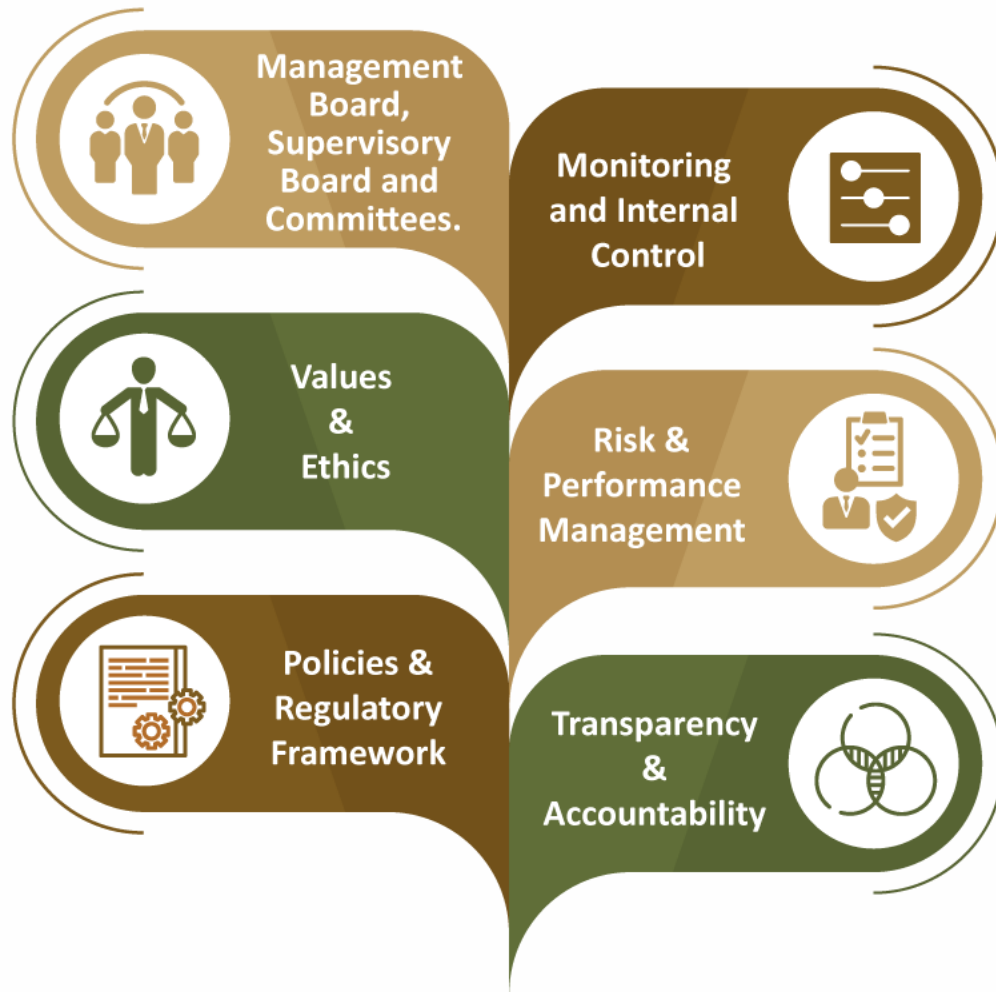 Management
Board,
Supervisory
Board and
Committees.
Monitoring
and Internal
Control
Values
&
Ethics
Risk &
Performance
Management
Policies &
Regulatory
Framework
Transparency
&
Accountability